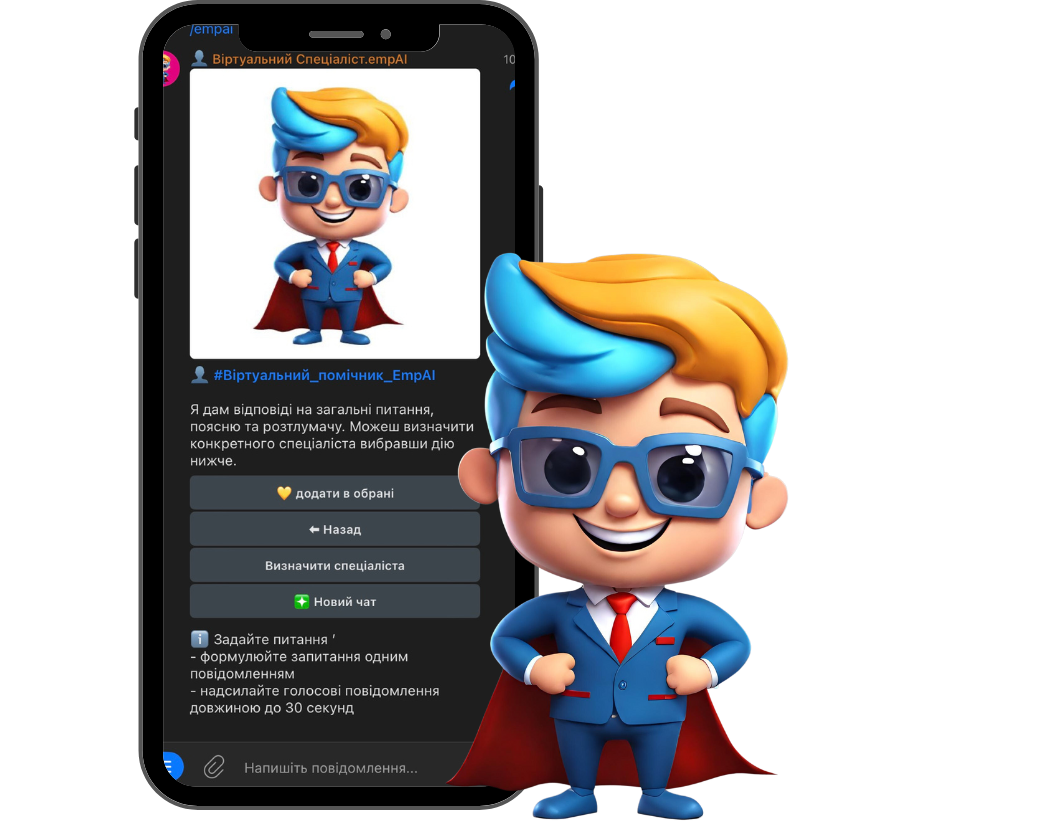 /empai
👤 Віртуальний Спеціаліст.empAI
10
👤 #Віртуальний_помічник_EmpAI
Я дам відповіді на загальні питання,
поясню та розтлумачу. Можеш визначити
конкретного спеціаліста вибравши дію
нижче.
💛 додати в обрані
⬅ Назад
Визначити спеціаліста
❇️ Новий чат
ℹ️ Задайте питання ʼ
- формулюйте запитання одним
повідомленням
- надсилайте голосові повідомлення
довжиною до 30 секунд
Напишіть повідомлення...